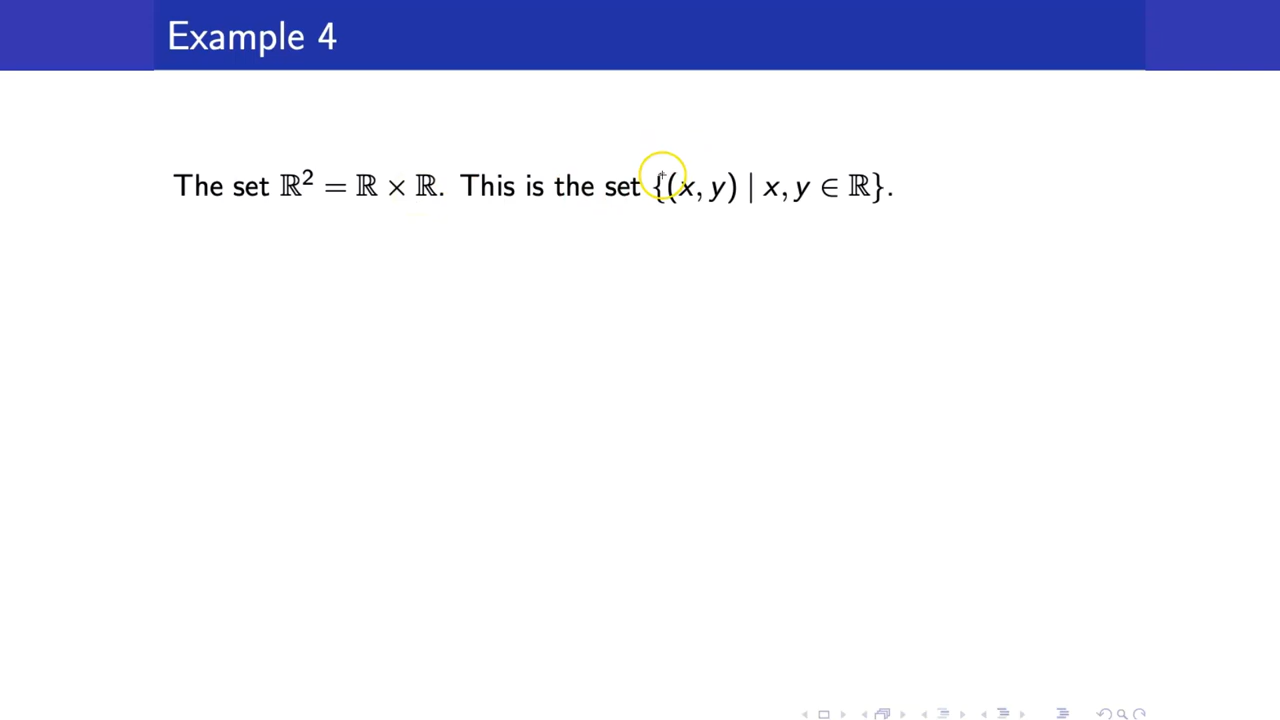 Example 4
The set ℝ² = ℝ × ℝ. This is the set {(x, y) | x, y ∈ ℝ}.